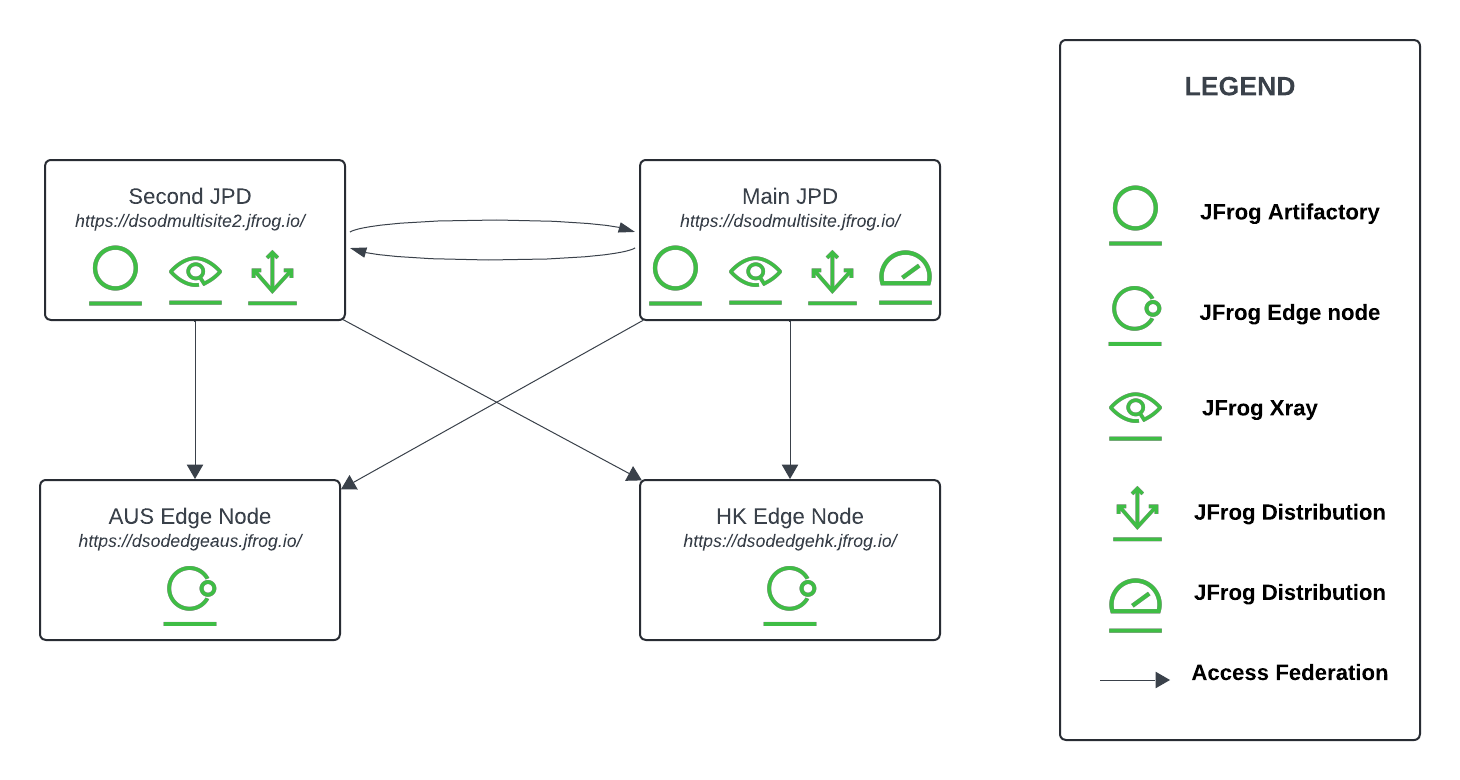 Second JPD
https://dsodmultisite2.jfrog.io/
Main JPD
https://dsodmultisite.jfrog.io/
AUS Edge Node
https://dsodedgeaus.jfrog.io/
HK Edge Node
https://dsodedgehk.jfrog.io/
LEGEND
JFrog Artifactory
JFrog Edge node
JFrog Xray
JFrog Distribution
JFrog Distribution
Access Federation